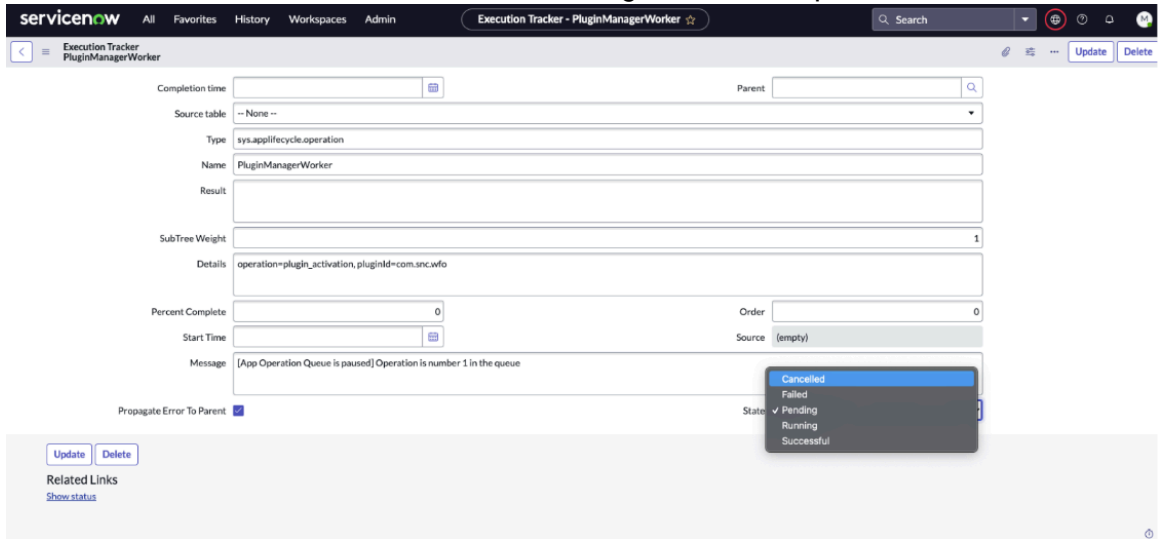 servicenow All Favorites History Workspaces Admin Execution Tracker - PluginManagerWorker Search M
Execution Tracker
PluginManagerWorker
Update Delete
Completion time Parent
Source table -- None --
Type sys.applifecycle.operation
Name PluginManagerWorker
Result
SubTree Weight 1
Details operation=plugin_activation, pluginId=com.snc.wfo
Percent Complete 0 Order 0
Start Time Source (empty)
Message [App Operation Queue is paused] Operation is number 1 in the queue
Cancelled
Failed
Propagate Error To Parent State ✓ Pending
Running
Successful
Update Delete
Related Links
Show status